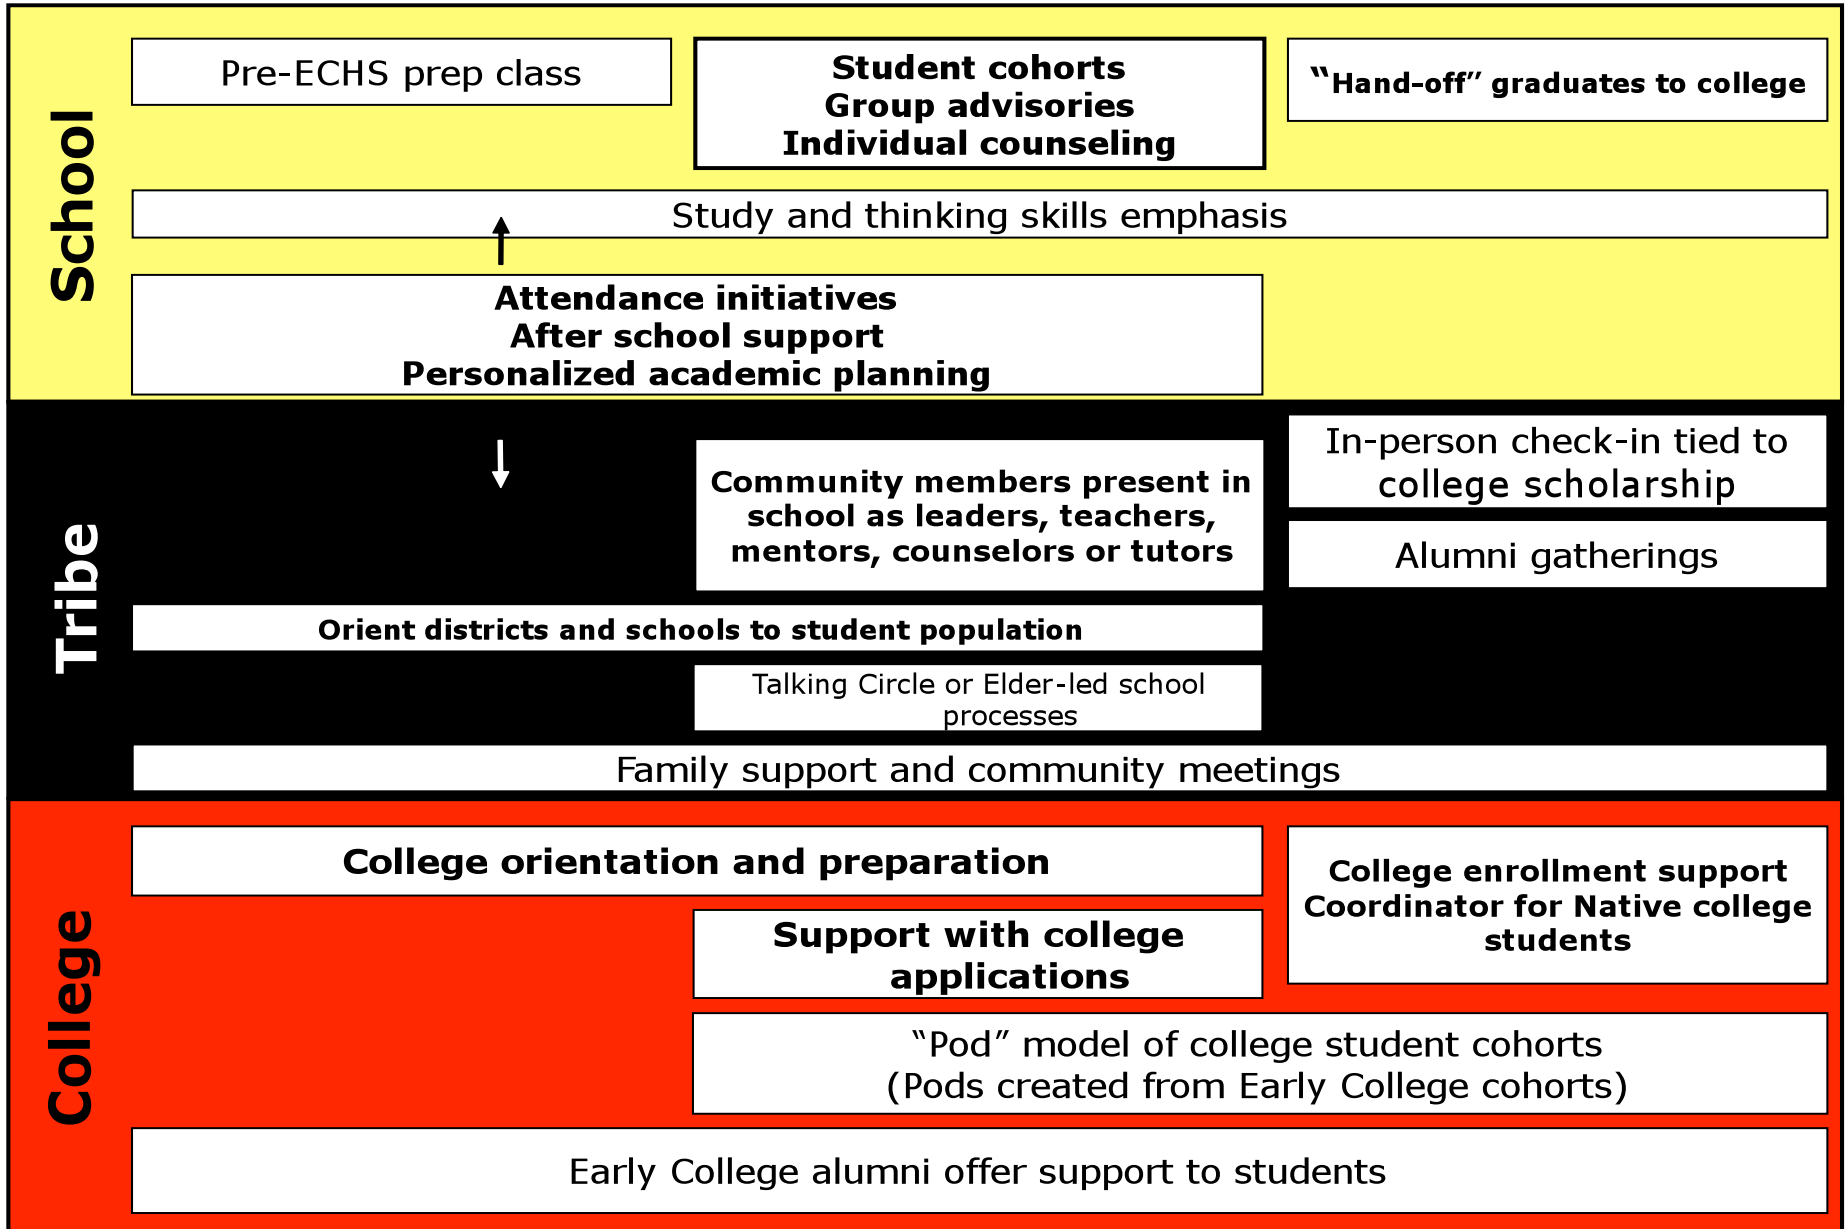 School
Pre-ECHS prep class
Student cohorts
Group advisories
Individual counseling
“Hand-off” graduates to college
Study and thinking skills emphasis
Attendance initiatives
After school support
Personalized academic planning
Tribe
Community members present in
school as leaders, teachers,
mentors, counselors or tutors
In-person check-in tied to
college scholarship
Alumni gatherings
Orient districts and schools to student population
Talking Circle or Elder-led school
processes
Family support and community meetings
College
College orientation and preparation
College enrollment support
Coordinator for Native college
students
Support with college
applications
“Pod” model of college student cohorts
(Pods created from Early College cohorts)
Early College alumni offer support to students